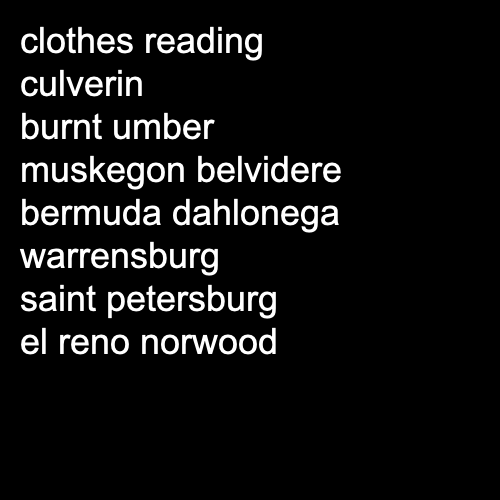 clothes reading
culverin
burnt umber
muskegon belvidere
bermuda dahlonega
warrensburg
saint petersburg
el reno norwood